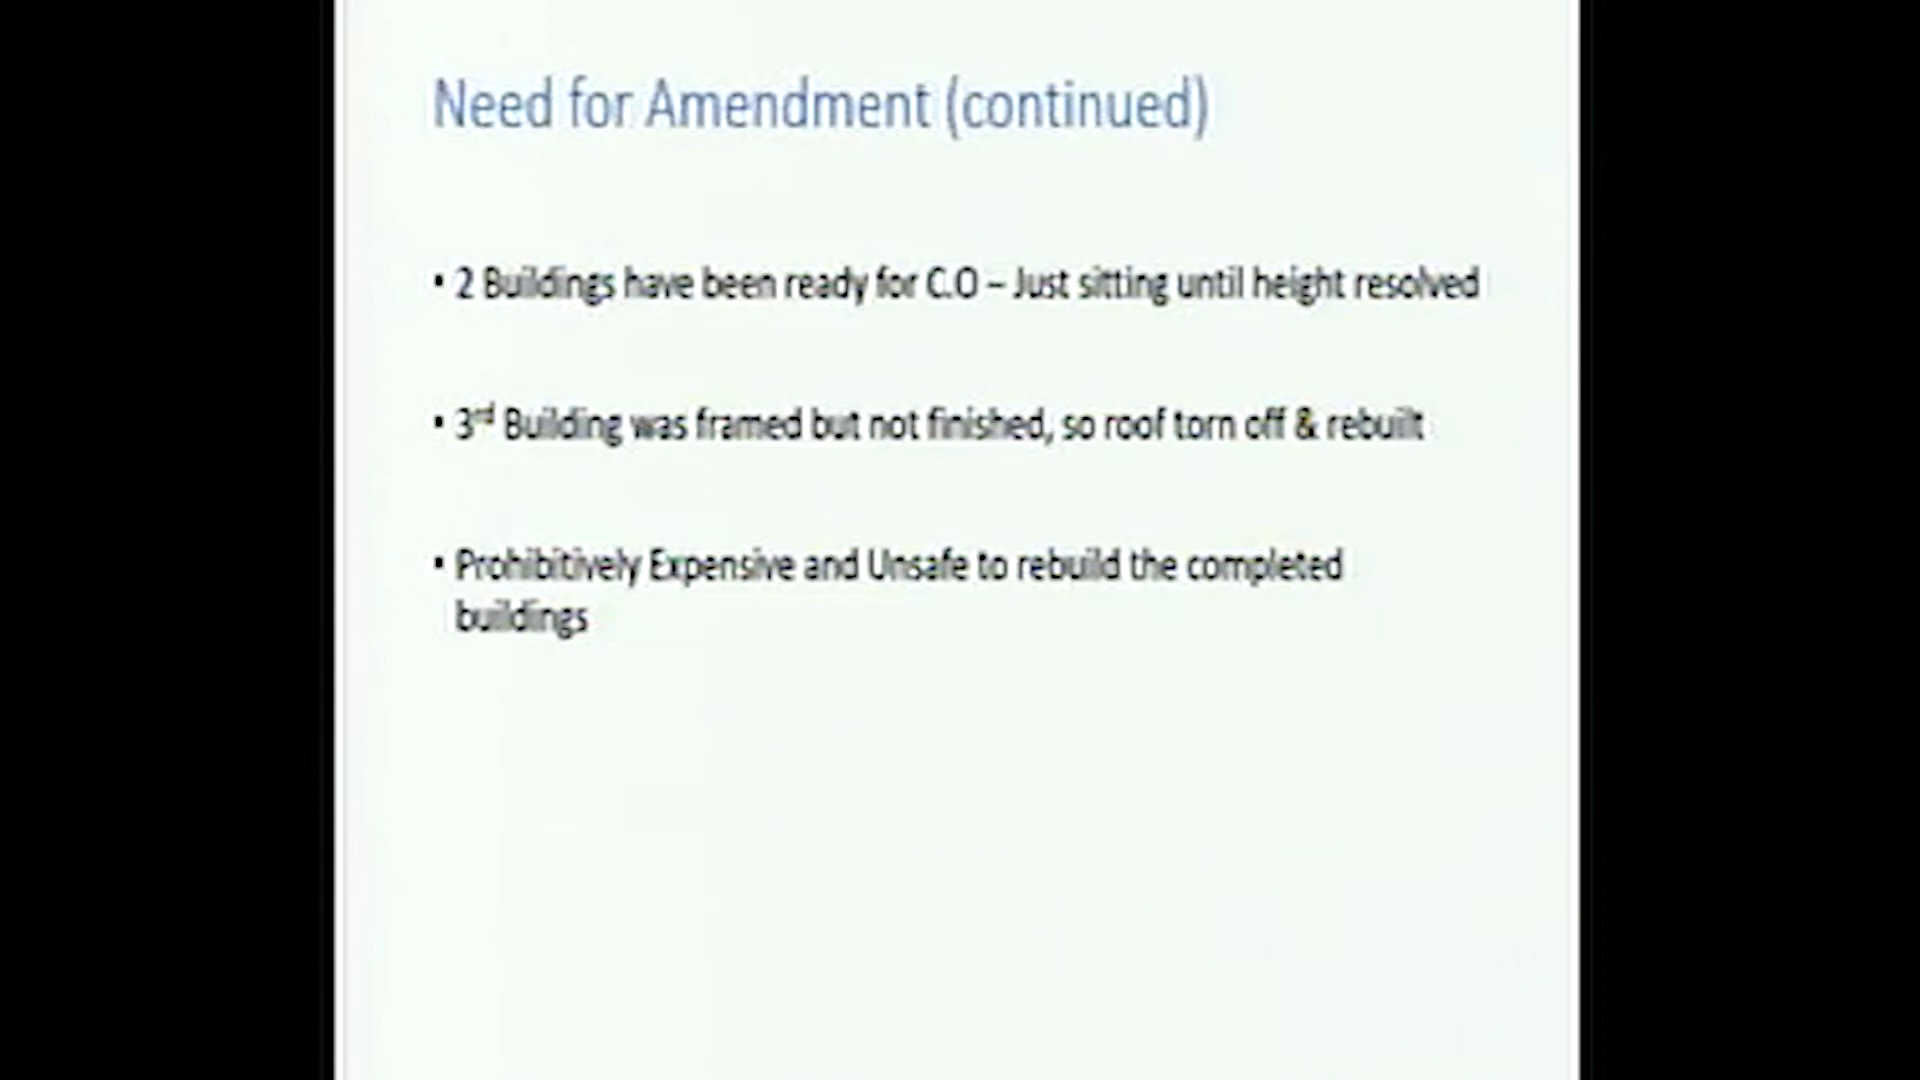 Need for Amendment (continued)
• 2 Buildings have been ready for C.O – Just sitting until height resolved
• 3rd Building was framed but not finished, so roof torn off & rebuilt
• Prohibitively Expensive and Unsafe to rebuild the completed
buildings